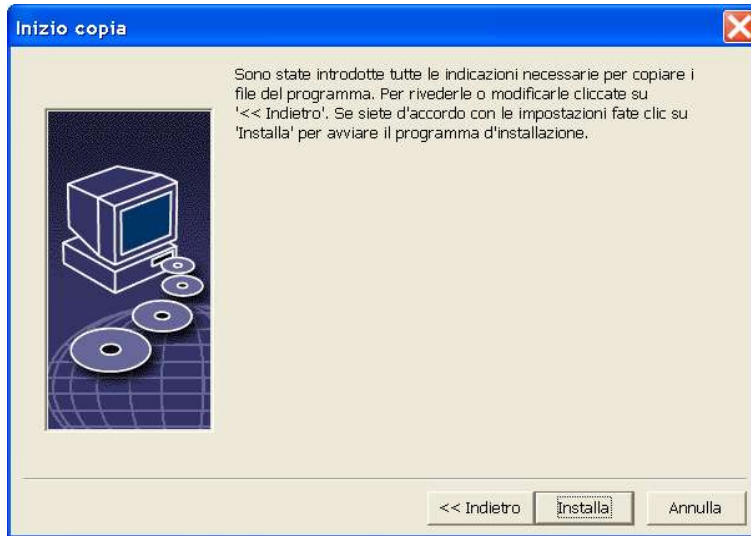 Inizio copia
Sono state introdotte tutte le indicazioni necessarie per copiare i
file del programma. Per rivederle o modificarle cliccate su
'<< Indietro'. Se siete d'accordo con le impostazioni fate clic su
'Installa' per avviare il programma d'installazione.
<< Indietro Installa Annulla